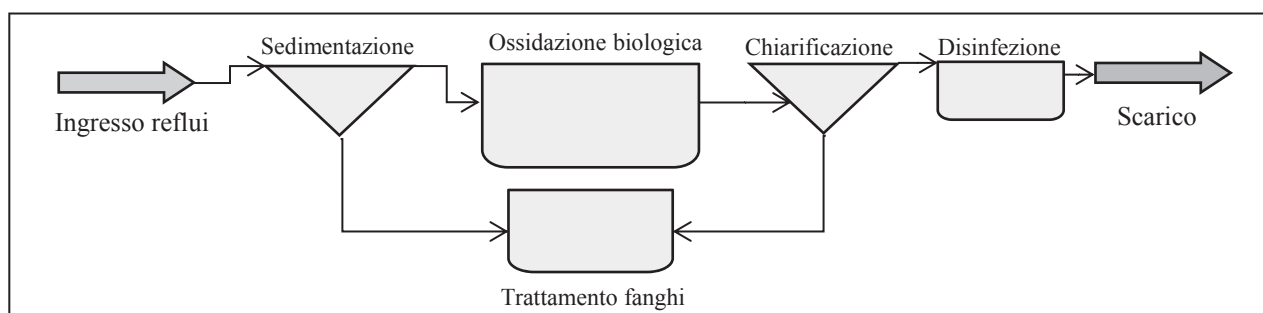 Sedimentazione
Ossidazione biologica
Chiarificazione
Disinfezione
Ingresso reflui
Scarico
Trattamento fanghi